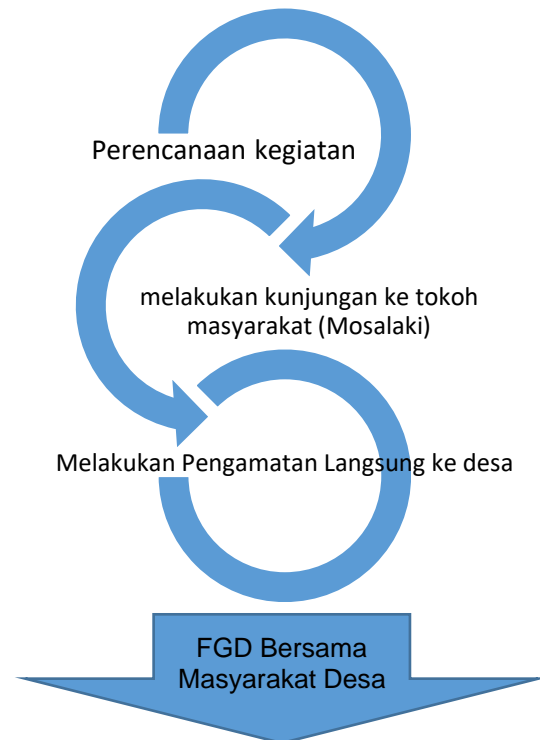 Perencanaan kegiatan
melakukan kunjungan ke tokoh
masyarakat (Mosalaki)
Melakukan Pengamatan Langsung ke desa
FGD Bersama
Masyarakat Desa